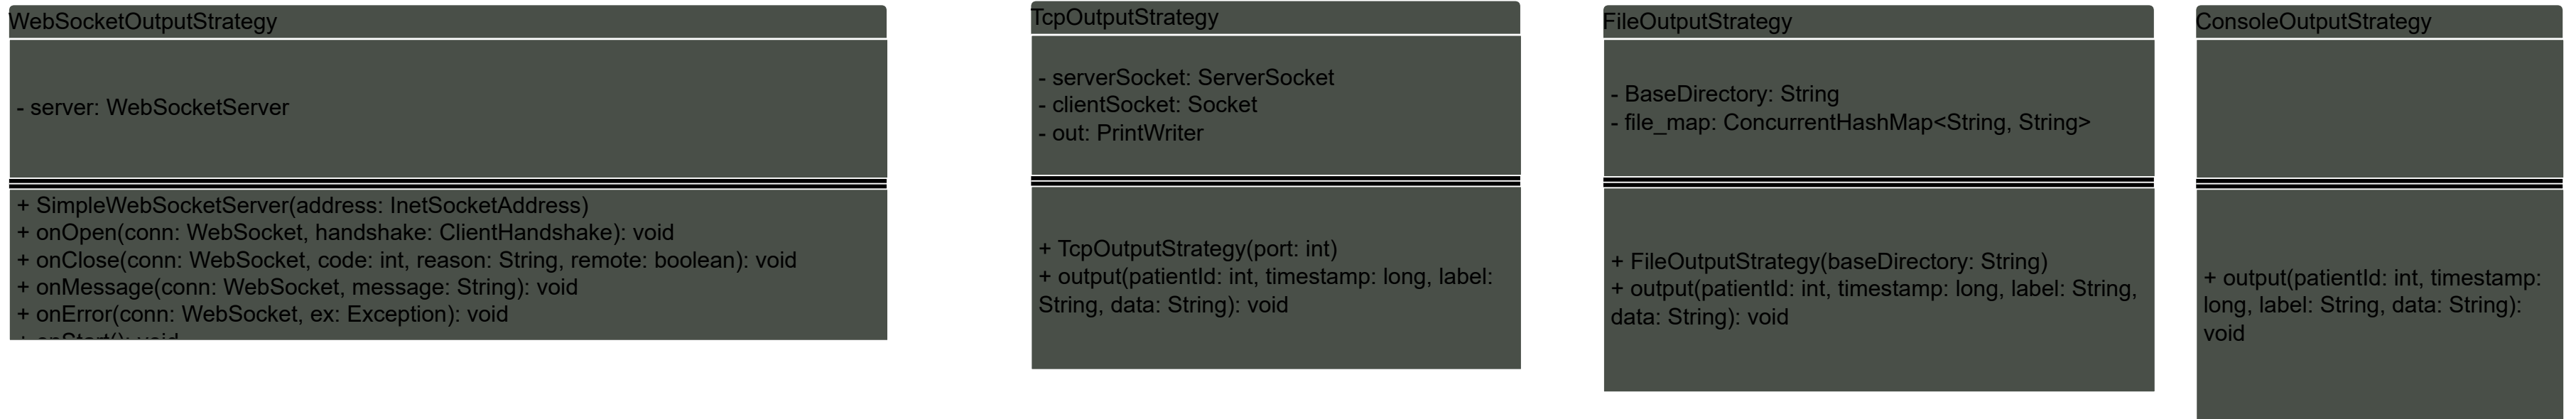 WebSocketOutputStrategy
- server: WebSocketServer
+ SimpleWebSocketServer(address: InetSocketAddress)
+ onOpen(conn: WebSocket, handshake: ClientHandshake): void
+ onClose(conn: WebSocket, code: int, reason: String, remote: boolean): void
+ onMessage(conn: WebSocket, message: String): void
+ onError(conn: WebSocket, ex: Exception): void
+ onStart(): void
TcpOutputStrategy
- serverSocket: ServerSocket
- clientSocket: Socket
- out: PrintWriter
+ TcpOutputStrategy(port: int)
+ output(patientId: int, timestamp: long, label:
String, data: String): void
FileOutputStrategy
- BaseDirectory: String
- file_map: ConcurrentHashMap<String, String>
+ FileOutputStrategy(baseDirectory: String)
+ output(patientId: int, timestamp: long, label: String,
data: String): void
ConsoleOutputStrategy
+ output(patientId: int, timestamp:
long, label: String, data: String):
void